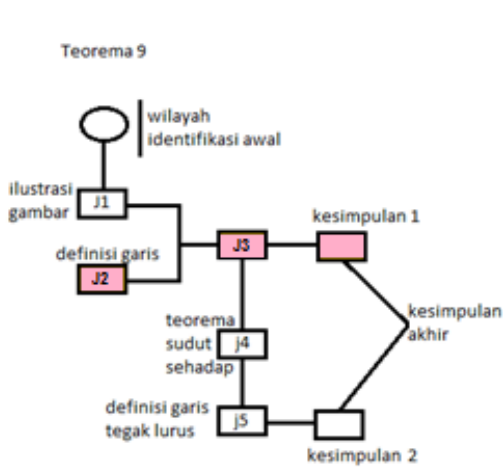 Teorema 9
wilayah
identifikasi awal
ilustrasi
gambar
J1
kesimpulan 1
definisi garis
J2
J3
kesimpulan
akhir
teorema
sudut
sehadap
j4
definisi garis
tegak lurus
j5
kesimpulan 2